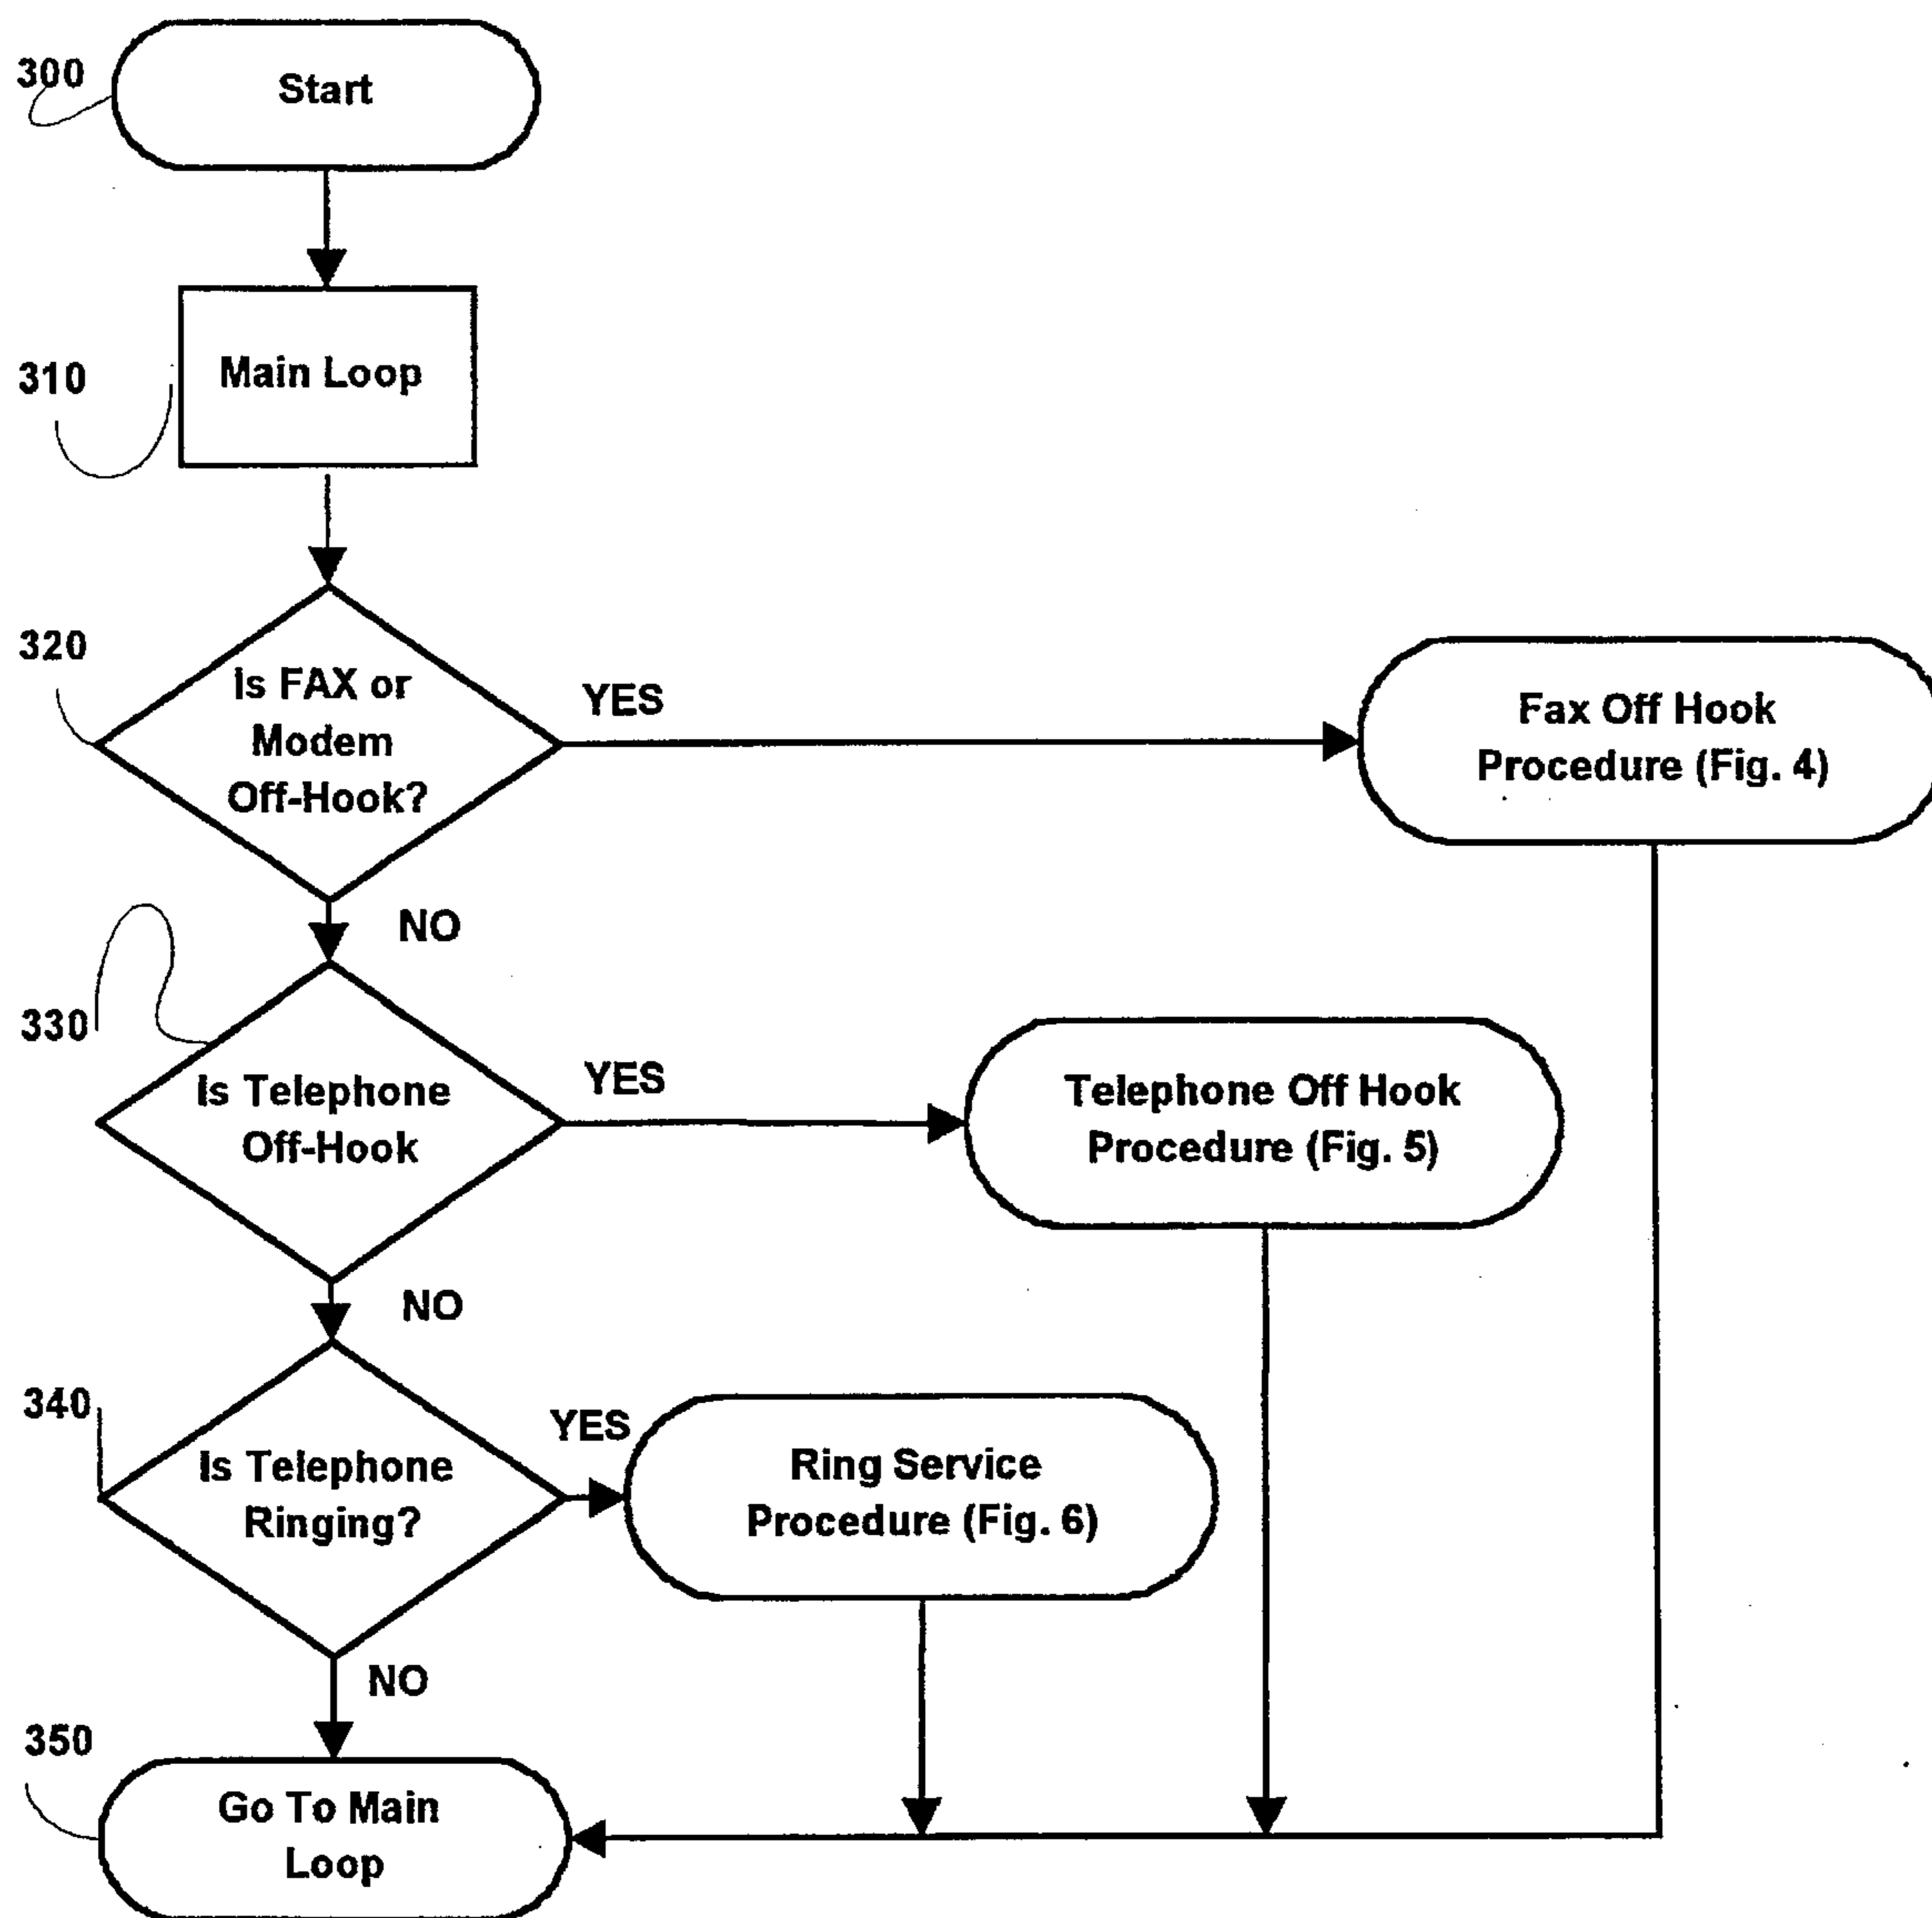 300
Start
310
Main Loop
320
Is FAX or
Modem
Off-Hook?
YES
Fax Off Hook
Procedure (Fig. 4)
NO
330
Is Telephone
Off-Hook
YES
Telephone Off Hook
Procedure (Fig. 5)
NO
340
Is Telephone
Ringing?
YES
Ring Service
Procedure (Fig. 6)
NO
350
Go To Main
Loop